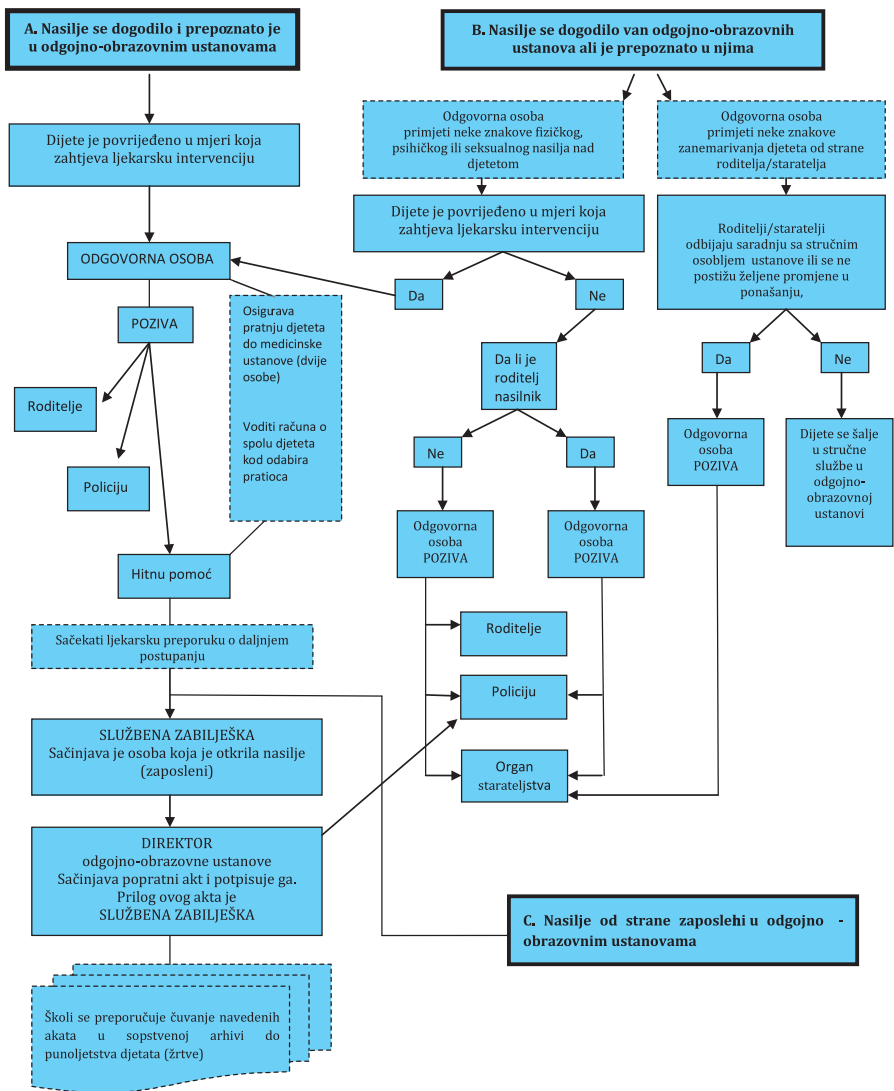 A. Nasilje se dogodilo i prepoznato je
u odgojno-obrazovnim ustanovama
B. Nasilje se dogodilo van odgojno-obrazovnih
ustanova ali je prepoznato u njima
Dijete je povrijeđeno u mjeri koja
zahtjeva ljekarsku intervenciju
Odgovorna osoba
primjeti neke znakove fizičkog,
psihičkog ili seksualnog nasilja nad
djetetom
Odgovorna osoba
primjeti neke znakove
zanemarivanja djeteta od strane
roditelja/staratelja
Dijete je povrijeđeno u mjeri koja
zahtjeva ljekarsku intervenciju
Roditelji/staratelji
odbijaju saradnju sa stručnim
osobljem ustanove ili se ne
postižu željene promjene u
ponašanju,
ODGOVORNA OSOBA
Da
Ne
POZIVA
Osigurava
pratnju djeteta
do medicinske
ustanove (dvije
osobe)
Voditi računa o
spolu djeteta
kod odabira
pratioca
Da li je
roditelj
nasilnik
Da
Ne
Roditelje
Policiju
Ne
Da
Odgovorna
osoba
POZIVA
Dijete se šalje
u stručne
službe u
odgojno-
obrazovnoj
ustanovi
Odgovorna
osoba
POZIVA
Odgovorna
osoba
POZIVA
Hitnu pomoć
Roditelje
Sačekati ljekarsku preporuku o daljnjem
postupanju
Policiju
SLUŽBENA ZABILJEŠKA
Sačinjava je osoba koja je otkrila nasilje
(zaposleni)
Organ
starateljstva
DIREKTOR
odgojno-obrazovne ustanove
Sačinjava popratni akt i potpisuje ga.
Prilog ovog akta je
SLUŽBENA ZABILJEŠKA
C. Nasilje od strane zaposlehi u odgojno -
obrazovnim ustanovama
Školi se preporučuje čuvanje navedenih
akata u sopstvenoj arhivi do
punoljetstva djetata (žrtve)